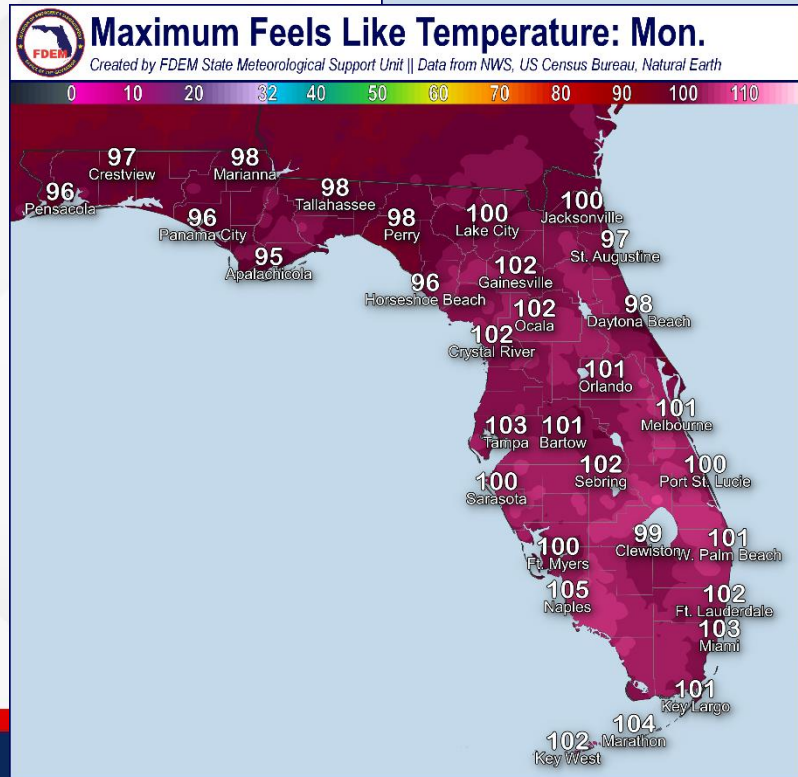 Maximum Feels Like Temperature: Mon.
Created by FDEM State Meteorological Support Unit || Data from NWS, US Census Bureau, Natural Earth
FDEM
0 10 20 32 40 50 60 70 80 90 100 110
97
Crestview
98
Marianna
96
Pensacola
98
Tallahassee
96
Panama City
98
Perry
100
Lake City
100
Jacksonville
97
St. Augustine
95
Apalachicola
96
Horseshoe Beach
102
Gainesville
102
Ocala
98
Daytona Beach
102
Crystal River
101
Orlando
101
Melbourne
103
Tampa
101
Bartow
102
Sebring
100
Port St. Lucie
100
Sarasota
99
Clewiston
101
W. Palm Beach
100
Ft. Myers
105
Naples
102
Ft. Lauderdale
103
Miami
101
Key Largo
104
Marathon
102
Key West